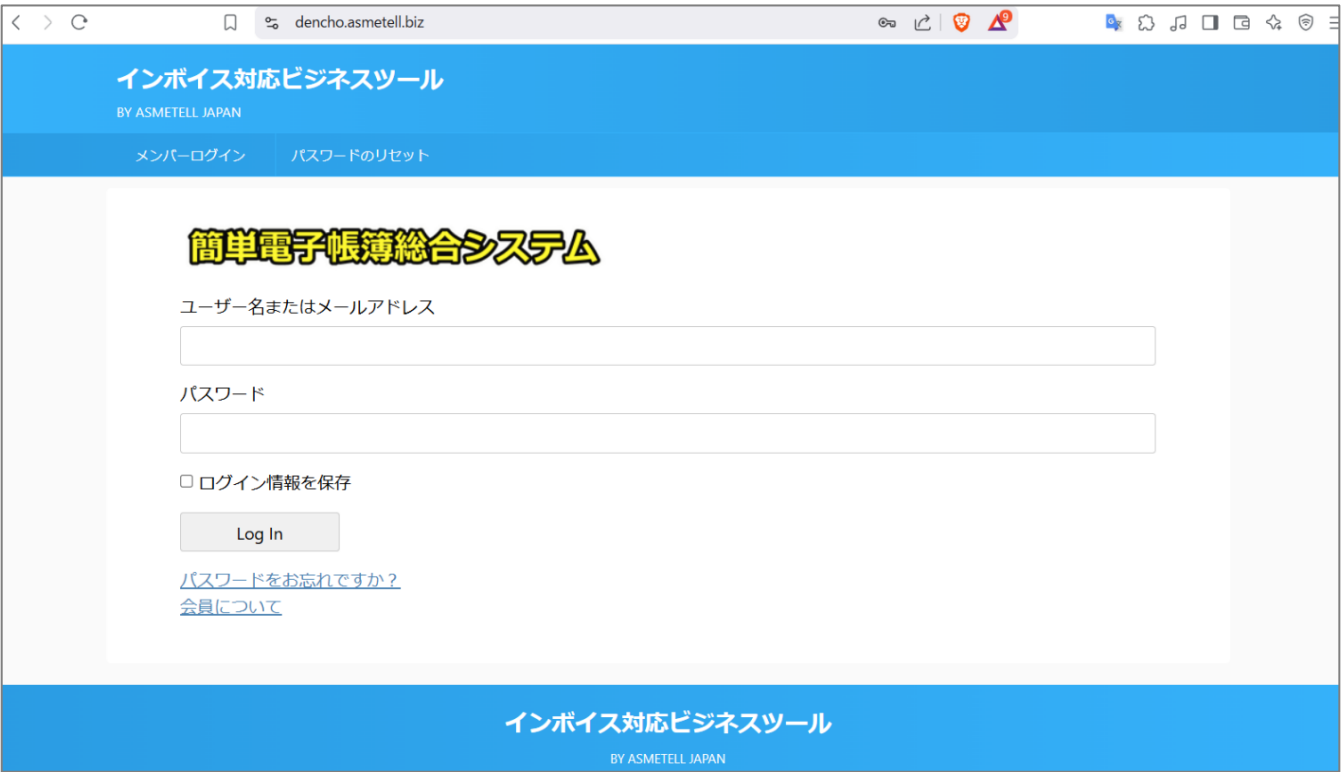 dencho.asmetell.biz
9
インボイス対応ビジネスツール
BY ASMETELL JAPAN
メンバーログイン
パスワードのリセット
簡単電子帳簿総合システム
ユーザー名またはメールアドレス
パスワード
ログイン情報を保存
Log In
パスワードをお忘れですか？
会員について
インボイス対応ビジネスツール
BY ASMETELL JAPAN